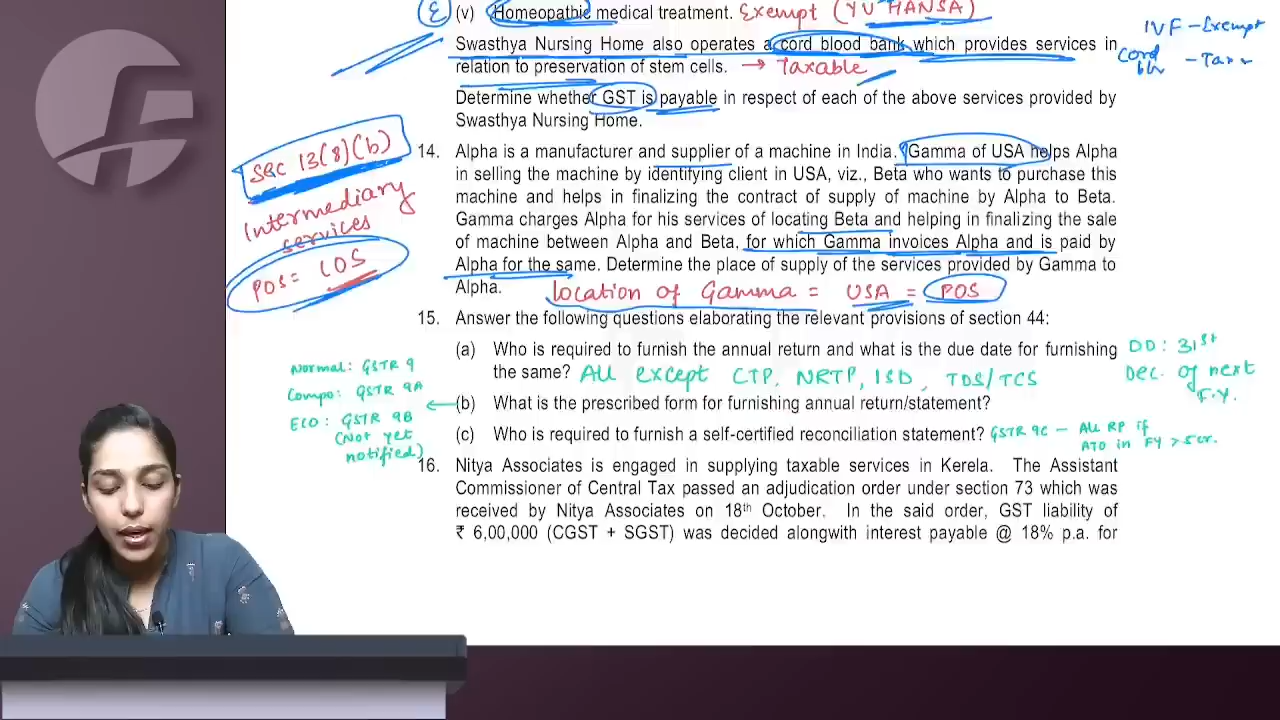 (v) Homeopathic medical treatment. Exempt (YU HANSA)
Swasthya Nursing Home also operates a cord blood bank which provides services in
relation to preservation of stem cells. → Taxable
IVF - Exempt
Cord
Determine whether GST is payable in respect of each of the above services provided by
Swasthya Nursing Home.
Sec 13(8)(b)
Intermediary
services
POS = LOS
14. Alpha is a manufacturer and supplier of a machine in India. Gamma of USA helps Alpha
in selling the machine by identifying client in USA, viz., Beta who wants to purchase this
machine and helps in finalizing the contract of supply of machine by Alpha to Beta.
Gamma charges Alpha for his services of locating Beta and helping in finalizing the sale
of machine between Alpha and Beta, for which Gamma invoices Alpha and is paid by
Alpha for the same. Determine the place of supply of the services provided by Gamma to
Alpha. location of Gamma = USA = POS
15. Answer the following questions elaborating the relevant provisions of section 44:
(a) Who is required to furnish the annual return and what is the due date for furnishing
the same? All except CTP, NRTP, ISD, TDS/TCS
DD: 31st
Dec. of next
F.Y.
Normal: GSTR 9
Compo: GSTR 9A
ECO: GSTR 9B
(Not yet
notified)
← (b) What is the prescribed form for furnishing annual return/statement?
(c) Who is required to furnish a self-certified reconciliation statement? GSTR 9C - All RP if
ATO in FY > 5 cr.
16. Nitya Associates is engaged in supplying taxable services in Kerela. The Assistant
Commissioner of Central Tax passed an adjudication order under section 73 which was
received by Nitya Associates on 18th October. In the said order, GST liability of
₹ 6,00,000 (CGST + SGST) was decided alongwith interest payable @ 18% p.a. for